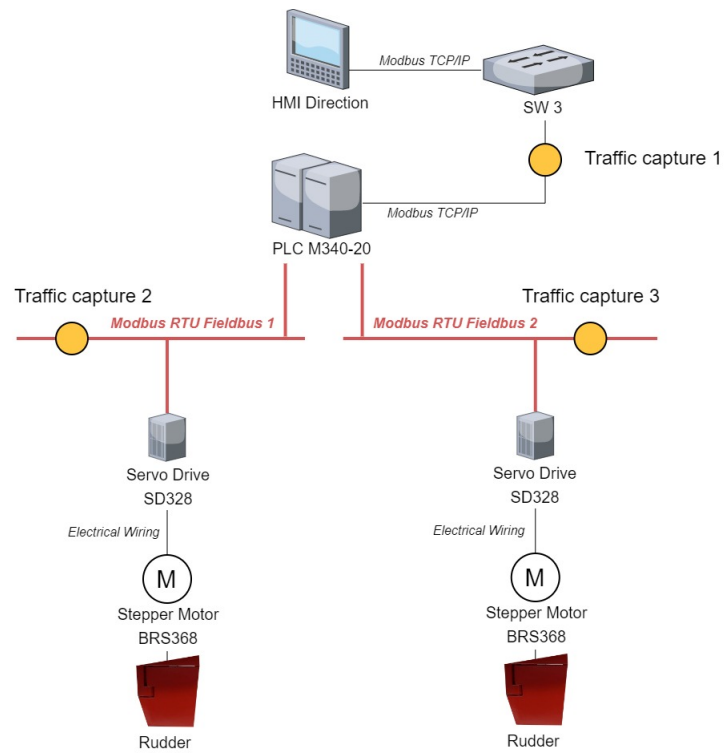 Modbus TCP/IP
HMI Direction
SW 3
Traffic capture 1
Modbus TCP/IP
PLC M340-20
Traffic capture 2
Traffic capture 3
Modbus RTU Fieldbus 1
Modbus RTU Fieldbus 2
Servo Drive
SD328
Servo Drive
SD328
Electrical Wiring
Electrical Wiring
M
M
Stepper Motor
BRS368
Stepper Motor
BRS368
Rudder
Rudder